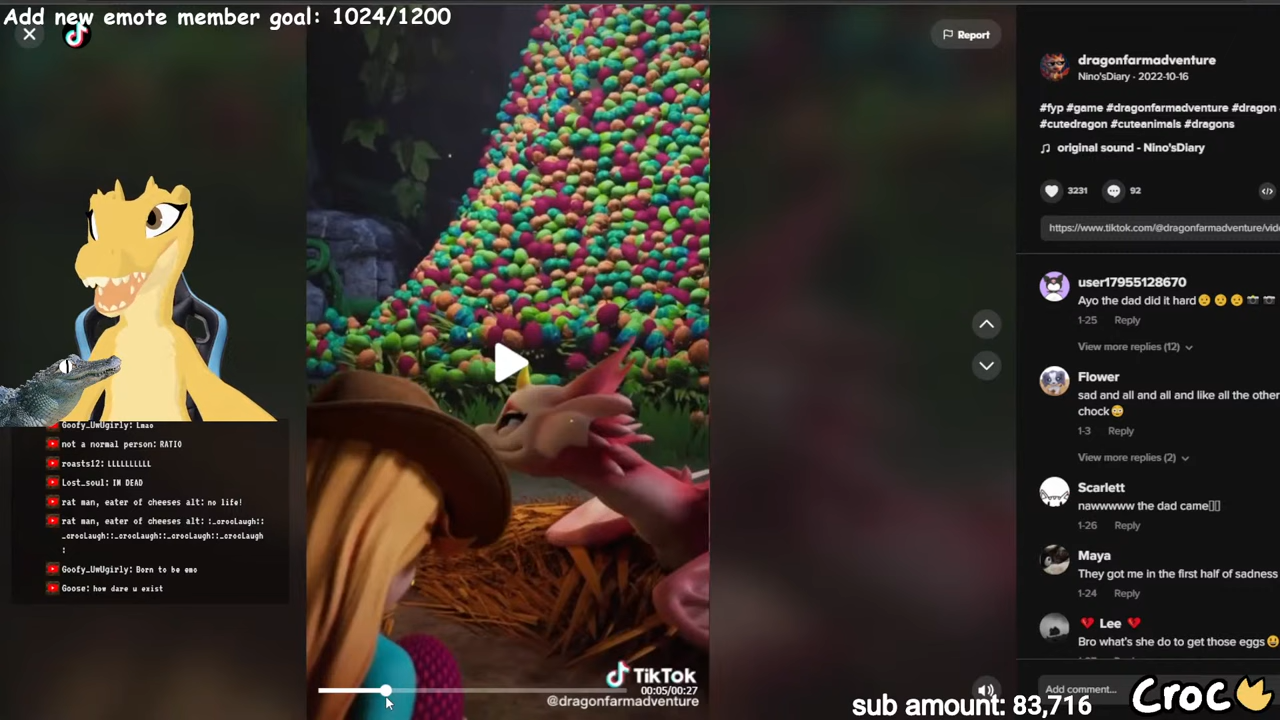 Add new emote member goal: 1024/1200
Report
dragonfarmadventure
Nino'sDiary · 2022-10-16
#fyp #game #dragonfarmadventure #dragon
#cutedragon #cuteanimals #dragons
original sound - Nino'sDiary
3231
92
https://www.tiktok.com/@dragonfarmadventure/vid
user17955128670
Ayo the dad did it hard
1-25 Reply
View more replies (12)
Flower
sad and all and all and like all the other
chock
1-3 Reply
View more replies (2)
Scarlett
nawwwww the dad came
1-26 Reply
Maya
They got me in the first half of sadness
1-24 Reply
Lee
Bro what's she do to get those eggs
Add comment...
Goofy_UwUgirly: Lmao
not a normal person: RATIO
roasts12: LLLLLLLLLL
Lost_soul: IM DEAD
rat man, eater of cheeses alt: no life!
rat man, eater of cheeses alt: :_crocLaugh::
_crocLaugh::_crocLaugh::_crocLaugh::_crocLaugh
:
Goofy_UwUgirly: Born to be emo
Goose: how dare u exist
TikTok
00:05/00:27
@dragonfarmadventure
sub amount: 83,716
Croc